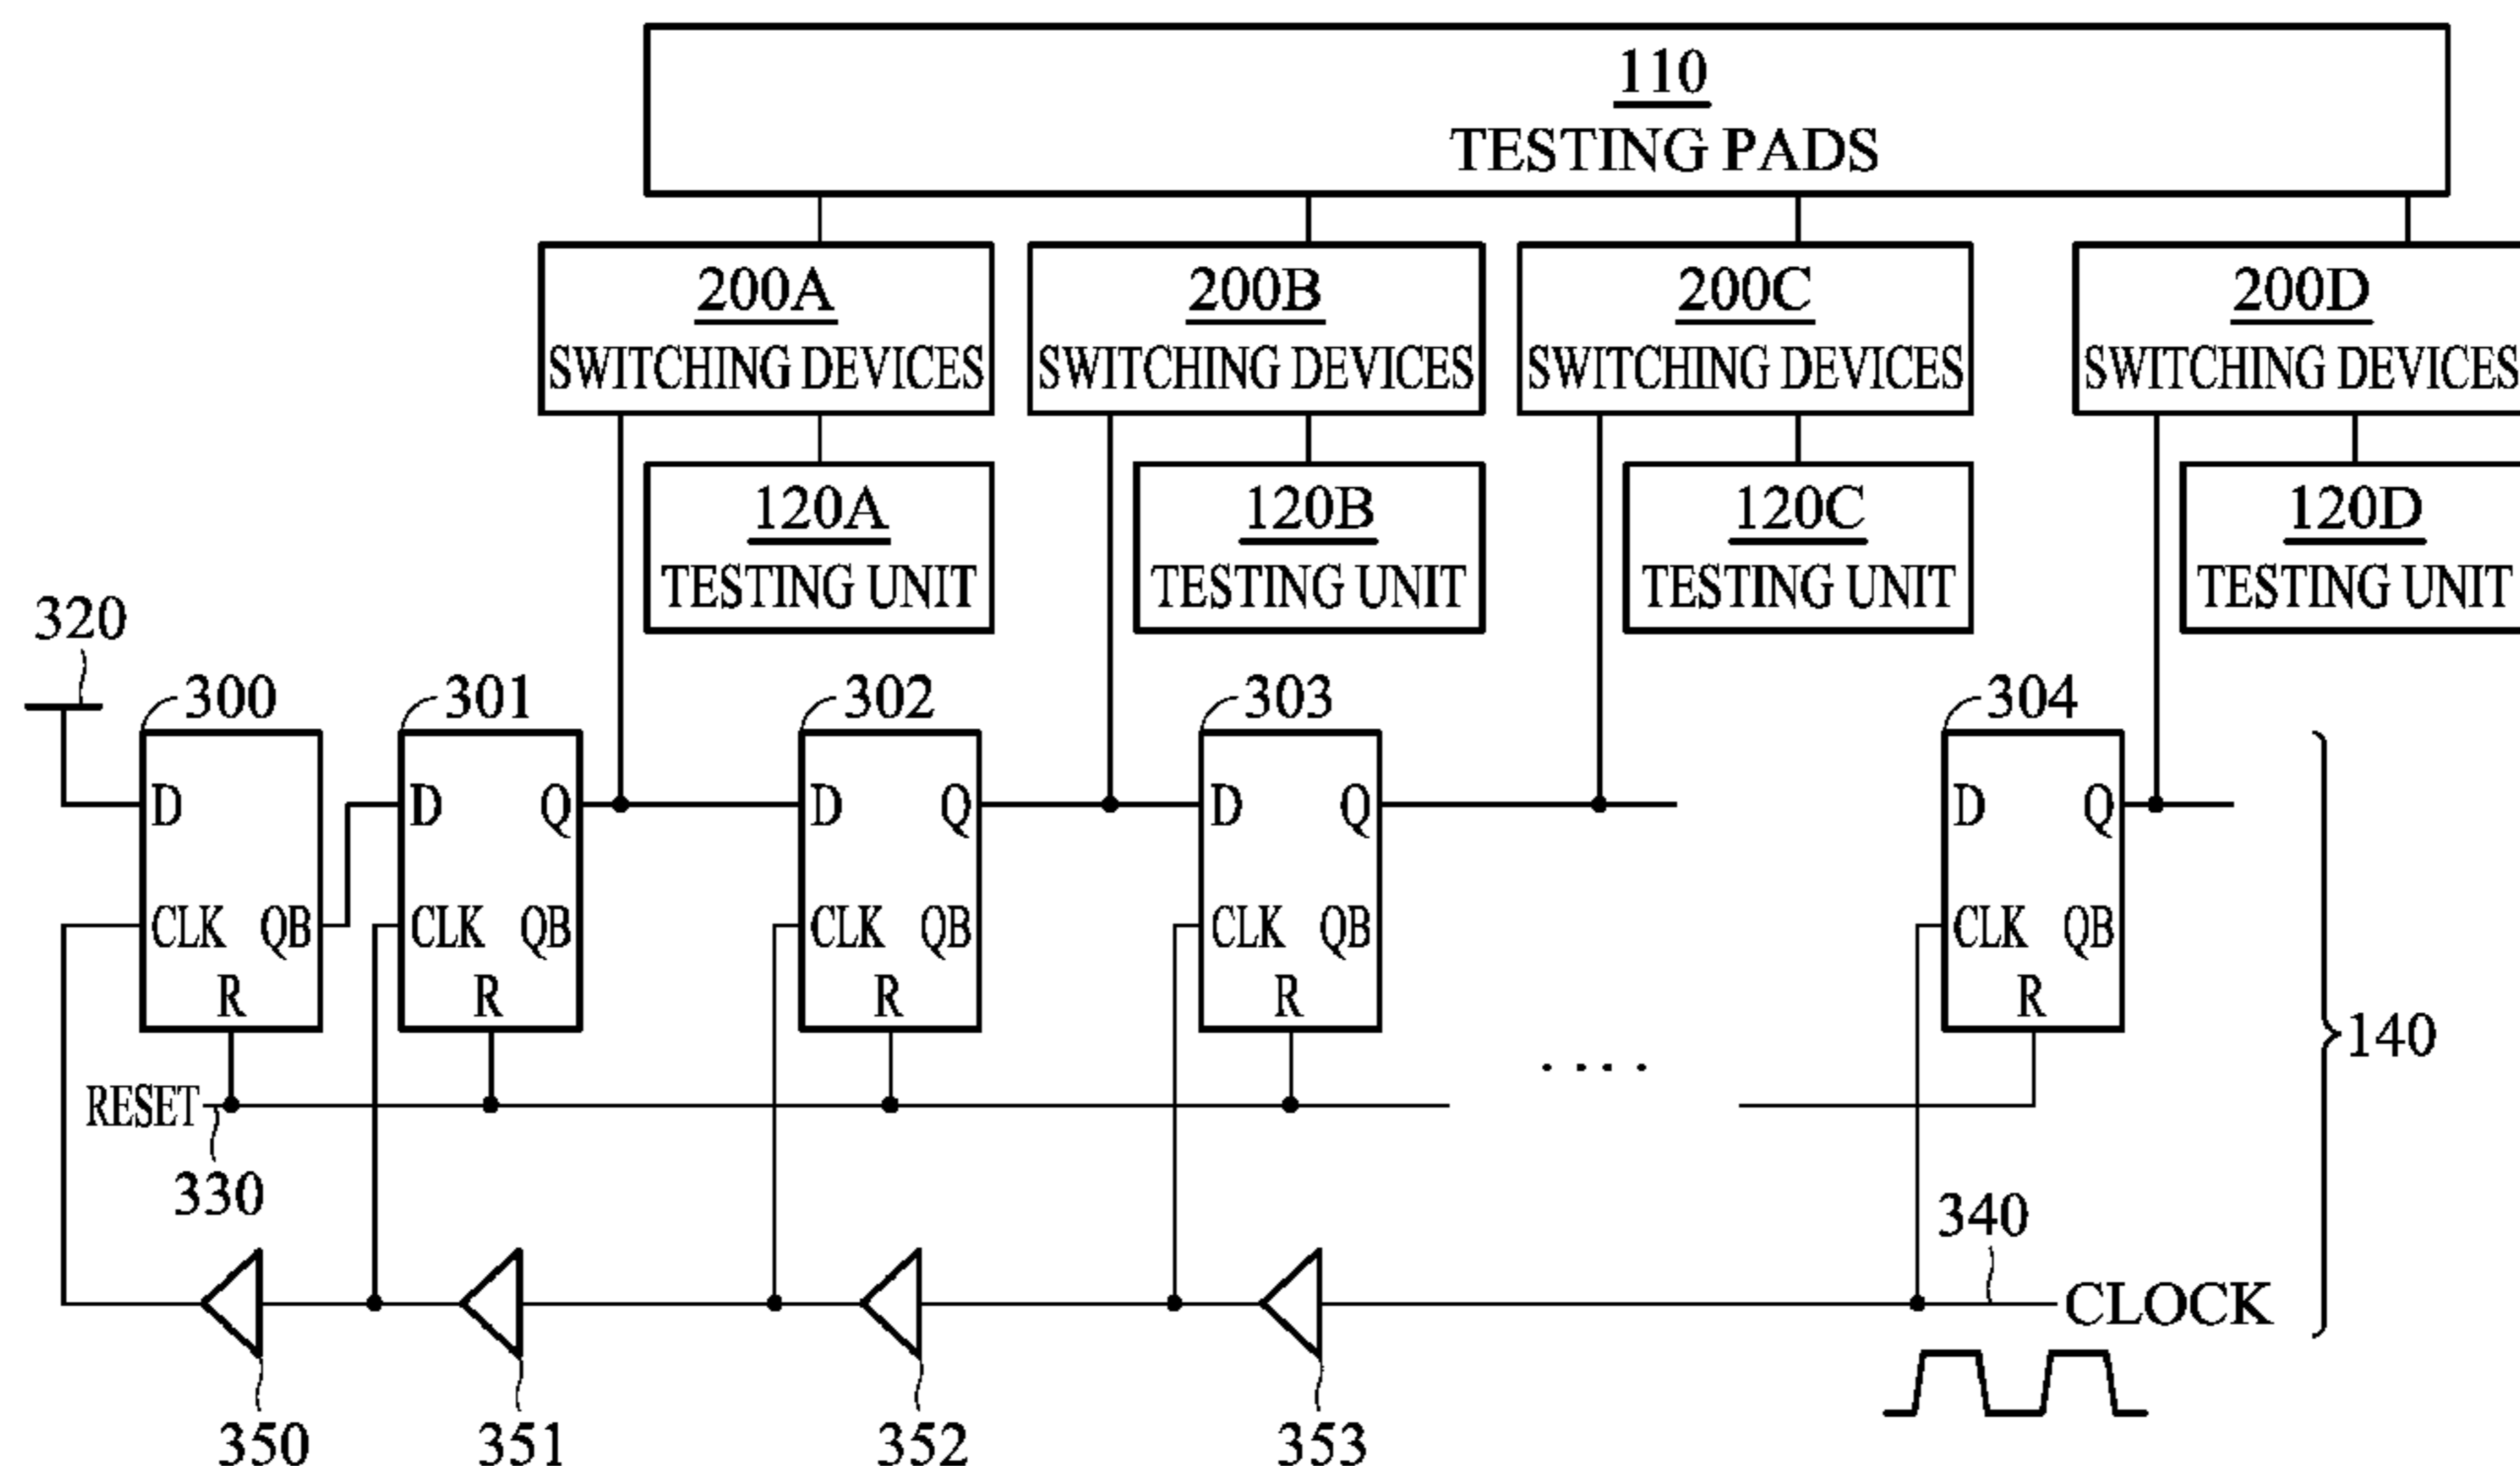 110
TESTING PADS
200A
SWITCHING DEVICES
200B
SWITCHING DEVICES
200C
SWITCHING DEVICES
200D
SWITCHING DEVICES
120A
TESTING UNIT
120B
TESTING UNIT
120C
TESTING UNIT
120D
TESTING UNIT
320
300
301
302
303
304
D
CLK QB
R
D Q
CLK QB
R
D Q
CLK QB
R
D Q
CLK QB
R
D Q
CLK QB
R
. . . .
140
RESET
330
340
CLOCK
350
351
352
353